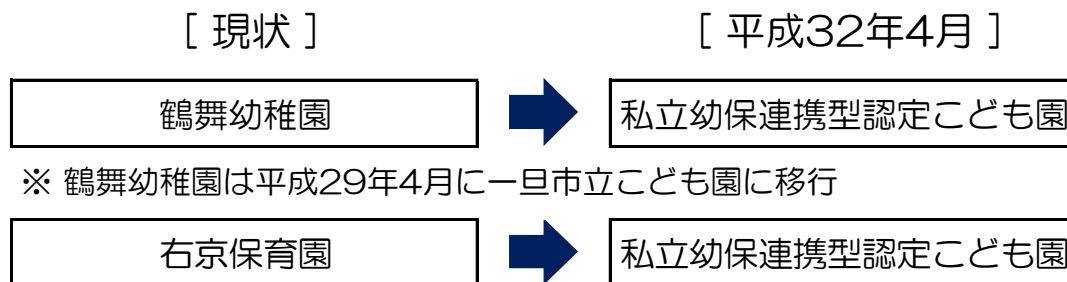 [ 現状 ] [ 平成32年4月 ]
鶴舞幼稚園 私立幼保連携型認定こども園
※ 鶴舞幼稚園は平成29年4月に一旦市立こども園に移行
右京保育園 私立幼保連携型認定こども園